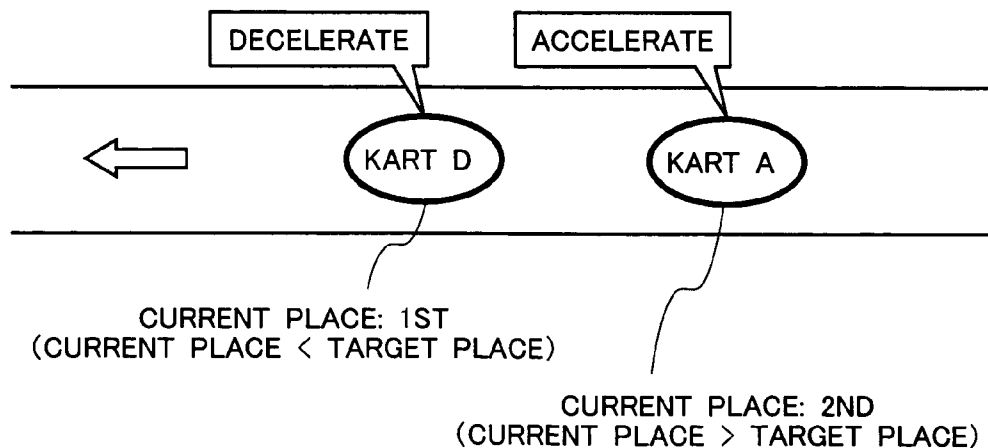 DECELERATE
ACCELERATE
KART D
KART A
CURRENT PLACE: 1ST
(CURRENT PLACE < TARGET PLACE)
CURRENT PLACE: 2ND
(CURRENT PLACE > TARGET PLACE)